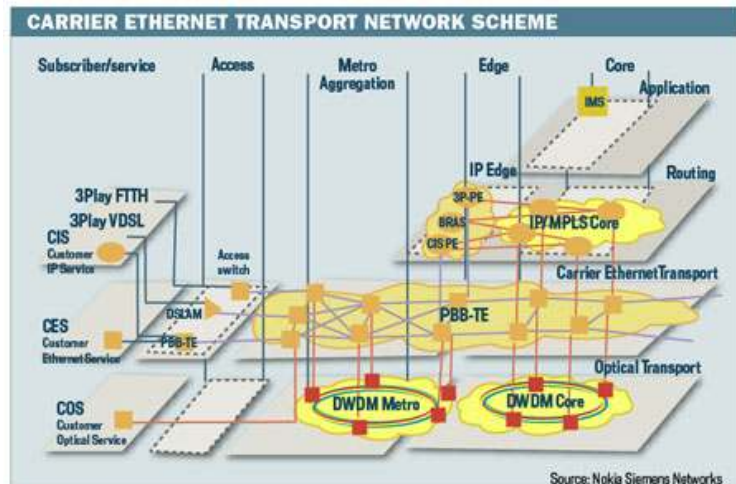 CARRIER ETHERNET TRANSPORT NETWORK SCHEME
Subscriber/service
Access
Metro
Aggregation
Edge
Core
Application
IMS
IP Edge
Routing
3Play FTTH
3Play VDSL
CIS
Customer
IP Service
3P-PE
BRAS
CIS PE
IP/MPLS Core
Access
switch
Carrier EthernetTransport
DSLAM
PBB-TE
CES
Customer
Ethernet Service
PBB-TE
Optical Transport
COS
Customer
Optical Service
DWDM Metro
DWDM Core
Source: Nokia Siemens Networks